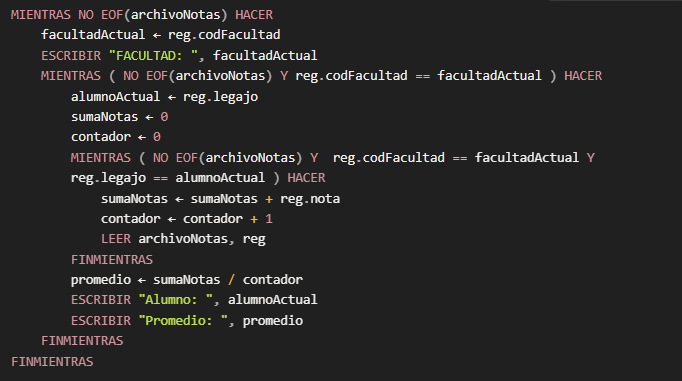 MIENTRAS NO EOF(archivoNotas) HACER
facultadActual ← reg.codFacultad
ESCRIBIR "FACULTAD: ", facultadActual
MIENTRAS ( NO EOF(archivoNotas) Y reg.codFacultad == facultadActual ) HACER
alumnoActual ← reg.legajo
sumaNotas ← 0
contador ← 0
MIENTRAS ( NO EOF(archivoNotas) Y  reg.codFacultad == facultadActual Y
reg.legajo == alumnoActual ) HACER
sumaNotas ← sumaNotas + reg.nota
contador ← contador + 1
LEER archivoNotas, reg
FINMIENTRAS
promedio ← sumaNotas / contador
ESCRIBIR "Alumno: ", alumnoActual
ESCRIBIR "Promedio: ", promedio
FINMIENTRAS
FINMIENTRAS